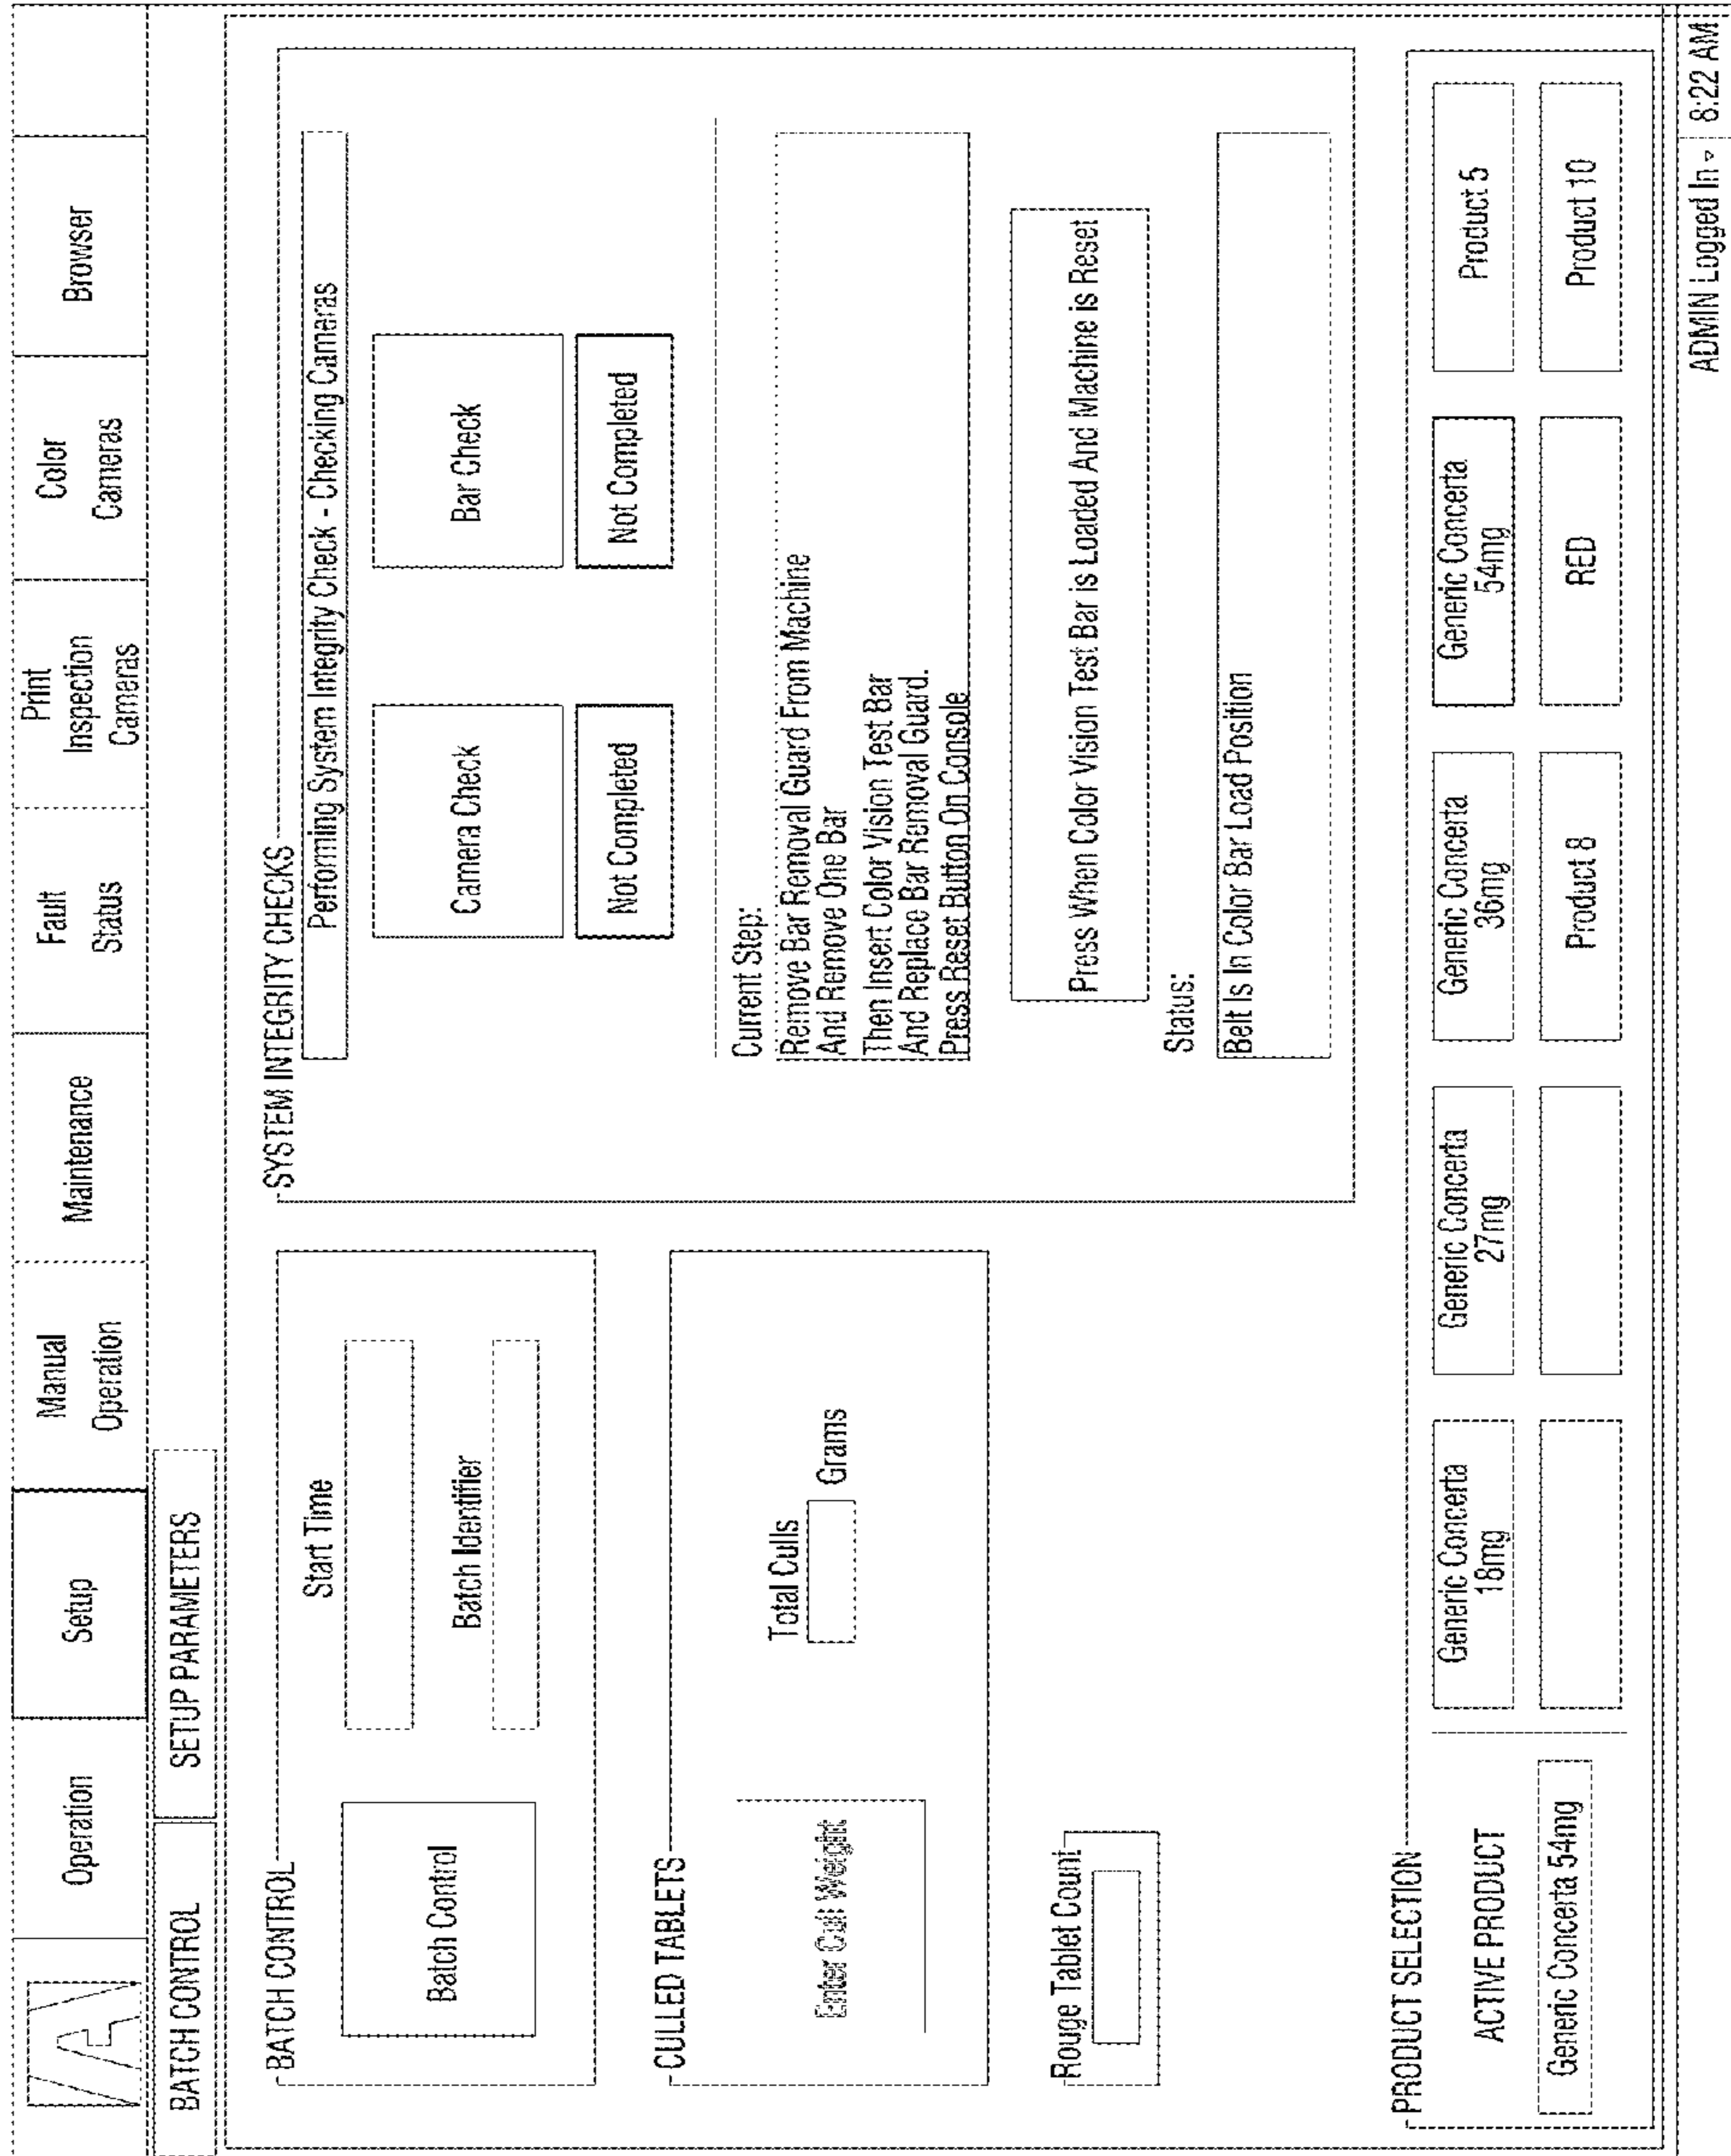 A
Operation
Setup
Manual
Operation
Maintenance
Fault
Status
Print
Inspection
Cameras
Color
Cameras
Browser
BATCH CONTROL
SETUP PARAMETERS
BATCH CONTROL
Batch Control
Start Time
Batch Identifier
CULLED TABLETS
Enter Cull Weight
Total Culls
Grams
Rouge Tablet Count
SYSTEM INTEGRITY CHECKS
Performing System Integrity Check - Checking Cameras
Camera Check
Bar Check
Not Completed
Not Completed
Current Step:
Remove Bar Removal Guard From Machine
And Remove One Bar
Then Insert Color Vision Test Bar
And Replace Bar Removal Guard.
Press Reset Button On Console
Press When Color Vision Test Bar is Loaded And Machine is Reset
Status:
Belt Is In Color Bar Load Position
PRODUCT SELECTION
ACTIVE PRODUCT
Generic Concerta 54mg
Generic Concerta
18mg
Generic Concerta
27mg
Generic Concerta
36mg
Generic Concerta
54mg
Product 5
Product 8
RED
Product 10
ADMIN Logged In
8:22 AM